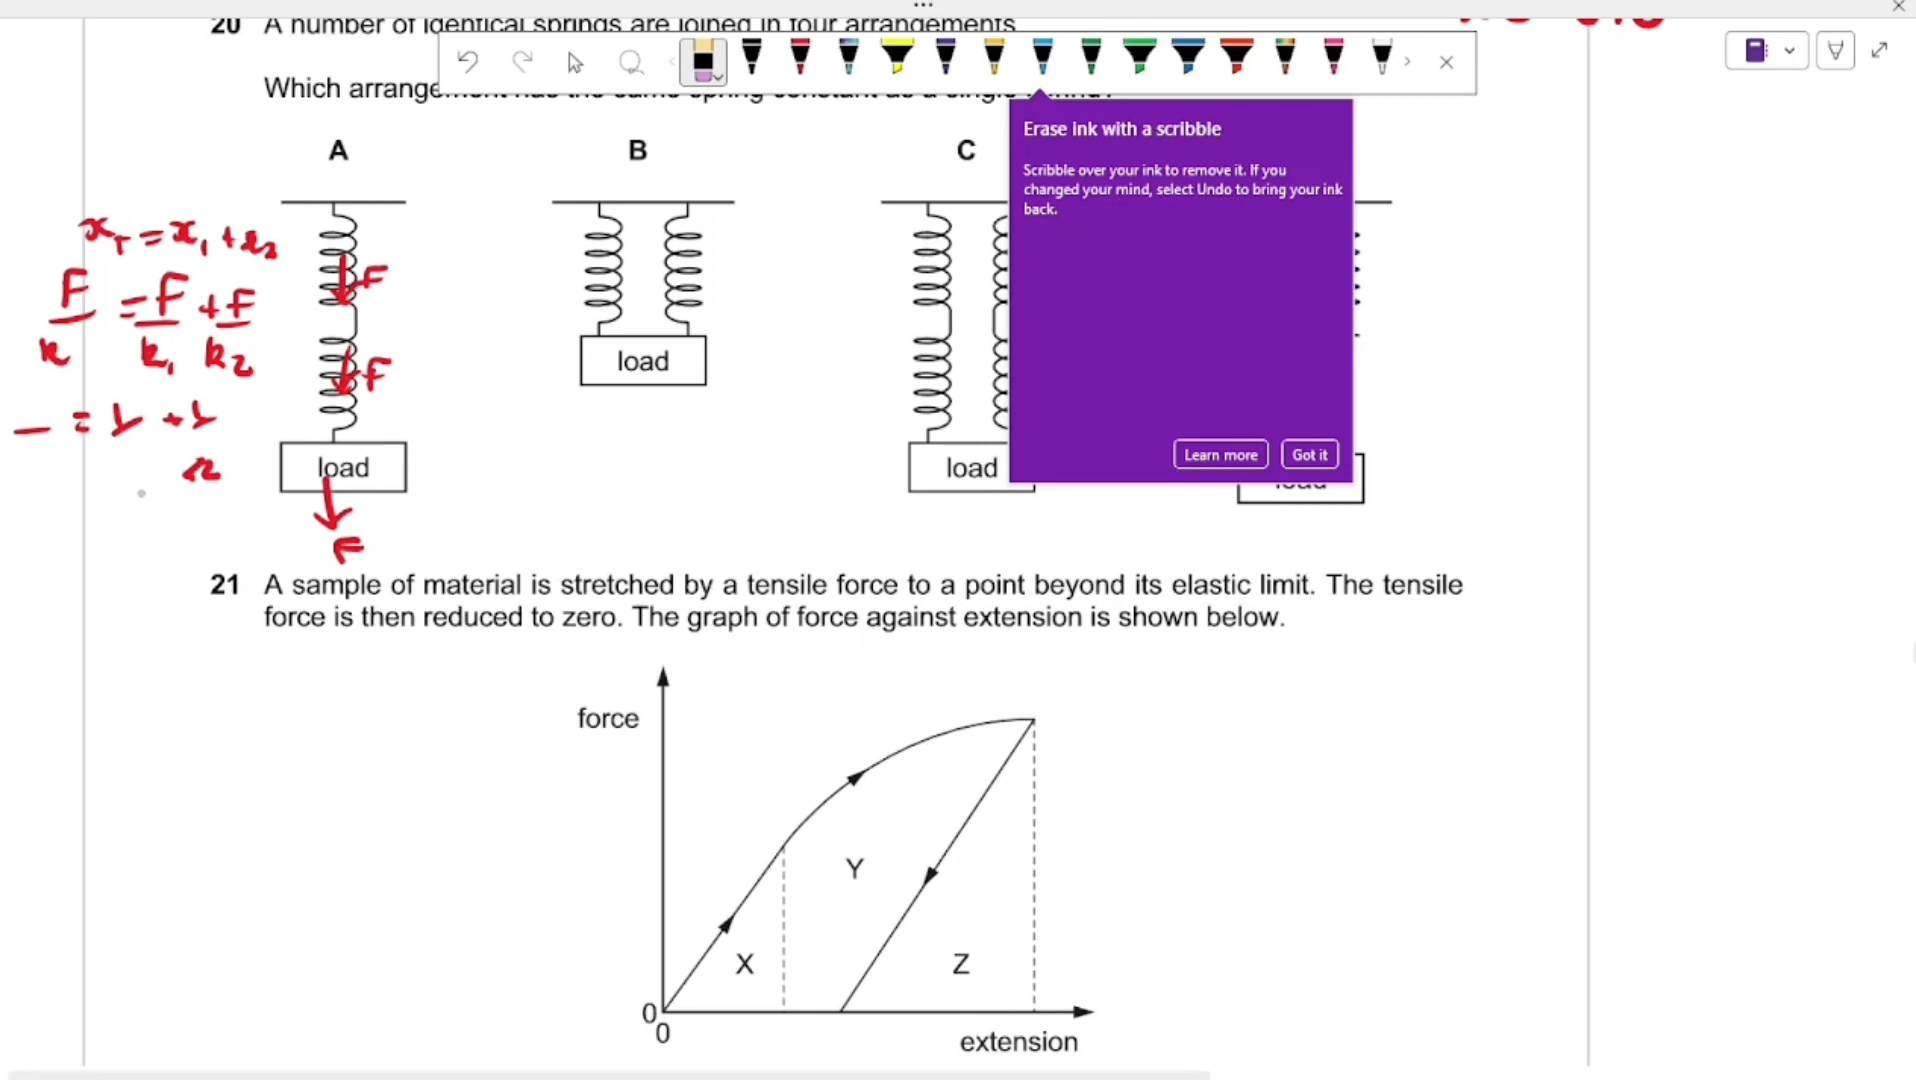 20 A number of identical springs are joined in four arrangements
Which arrange
A
B
C
Erase ink with a scribble
Scribble over your ink to remove it. If you
changed your mind, select Undo to bring your ink
back.
Learn more
Got it
x_T = x_1 + x_2
F/k = F/k_1 + F/k_2
F
F
load
load
load
load
F
21 A sample of material is stretched by a tensile force to a point beyond its elastic limit. The tensile
force is then reduced to zero. The graph of force against extension is shown below.
force
Y
X
Z
0
0
extension